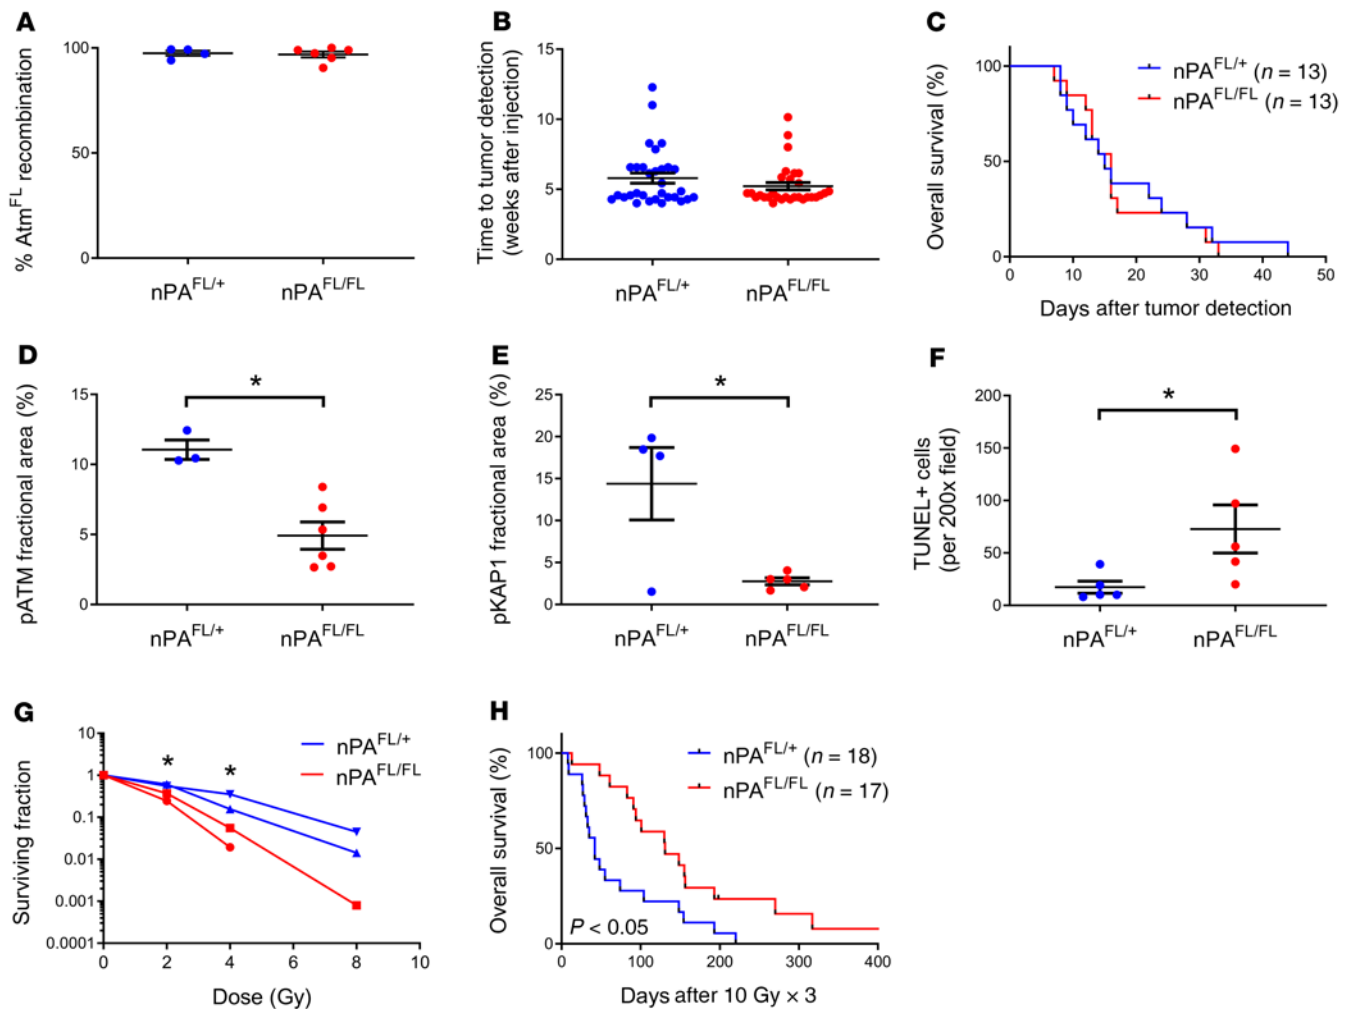 A
% Atm^FL recombination
100
50
0
nPA^FL/+
nPA^FL/FL
B
Time to tumor detection
(weeks after injection)
15
10
5
0
nPA^FL/+
nPA^FL/FL
C
Overall survival (%)
100
50
0
nPA^FL/+ (n = 13)
nPA^FL/FL (n = 13)
0 10 20 30 40 50
Days after tumor detection
D
pATM fractional area (%)
15
10
5
0
*
nPA^FL/+
nPA^FL/FL
E
pKAP1 fractional area (%)
25
20
15
10
5
0
*
nPA^FL/+
nPA^FL/FL
F
TUNEL+ cells
(per 200x field)
200
150
100
50
0
*
nPA^FL/+
nPA^FL/FL
G
Surviving fraction
10
1
0.1
0.01
0.001
0.0001
* *
nPA^FL/+
nPA^FL/FL
0 2 4 6 8 10
Dose (Gy)
H
Overall survival (%)
100
50
0
nPA^FL/+ (n = 18)
nPA^FL/FL (n = 17)
P < 0.05
0 100 200 300 400
Days after 10 Gy × 3